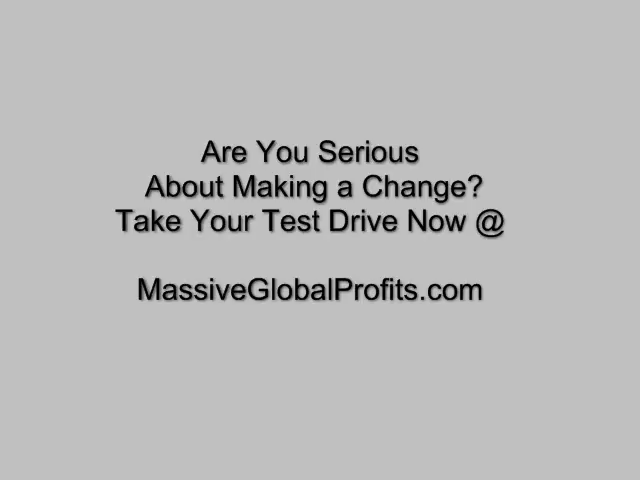 Are You Serious
About Making a Change?
Take Your Test Drive Now @
MassiveGlobalProfits.com